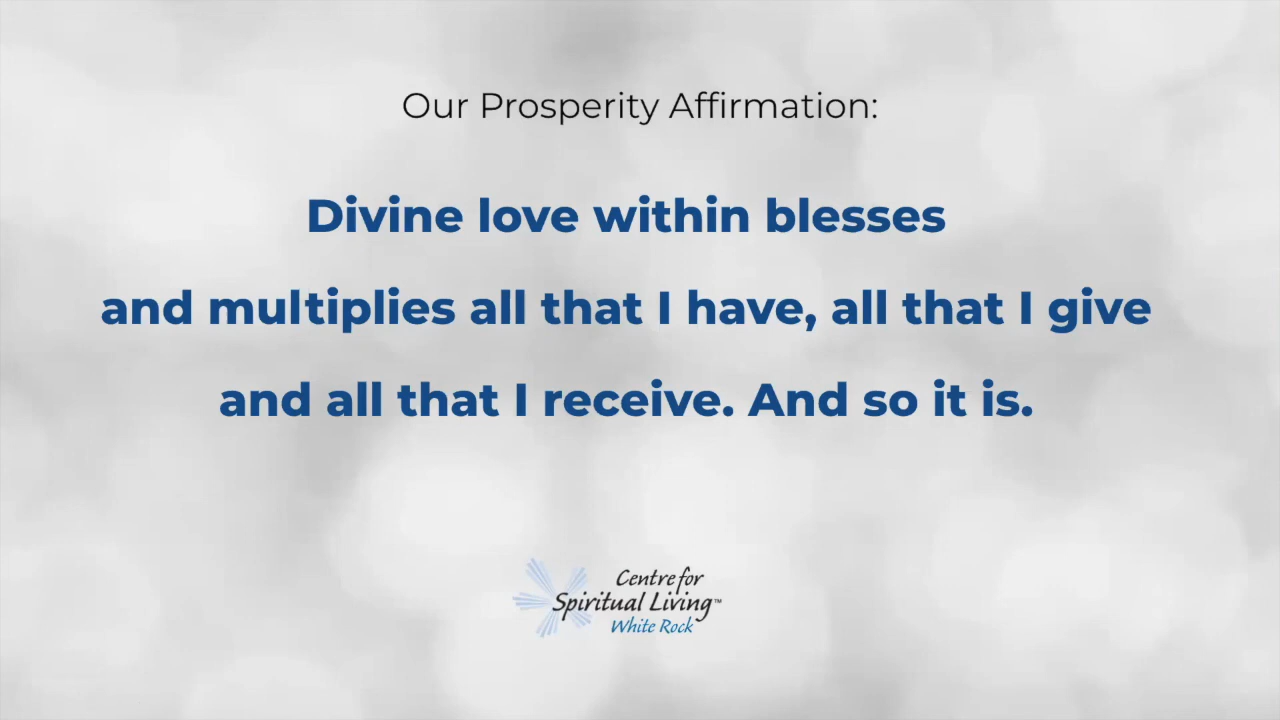 Our Prosperity Affirmation:
Divine love within blesses
and multiplies all that I have, all that I give
and all that I receive. And so it is.
Centre for
Spiritual Living™
White Rock